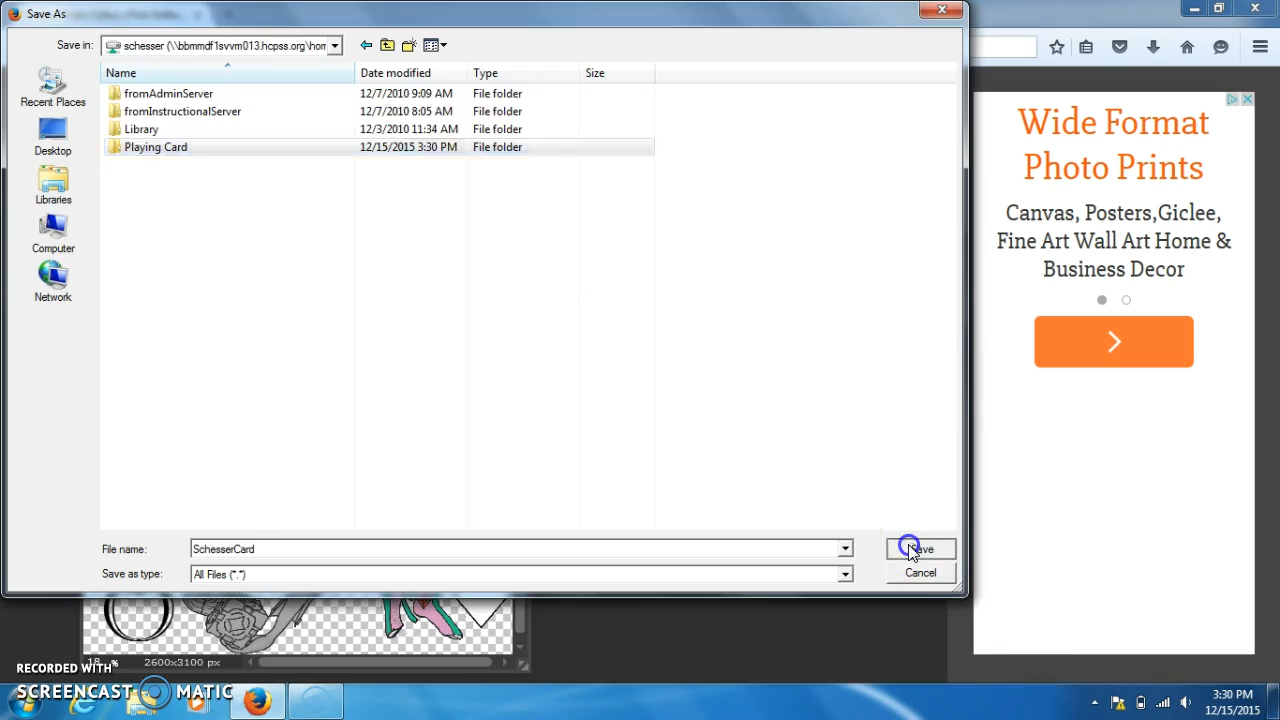 Save As
Save in: schesser (\\bbmmdf1svvm013.hcpss.org\hom
Name Date modified Type Size
fromAdminServer 12/7/2010 9:09 AM File folder
fromInstructionalServer 12/7/2010 8:05 AM File folder
Library 12/3/2010 11:34 AM File folder
Playing Card 12/15/2015 3:30 PM File folder
Recent Places
Desktop
Libraries
Computer
Network
File name: SchesserCard
Save
Save as type: All Files (*.*)
Cancel
Wide Format
Photo Prints
Canvas, Posters,Giclee,
Fine Art Wall Art Home &
Business Decor
2600x3100 px
RECORDED WITH
SCREENCAST MATIC
3:30 PM
12/15/2015